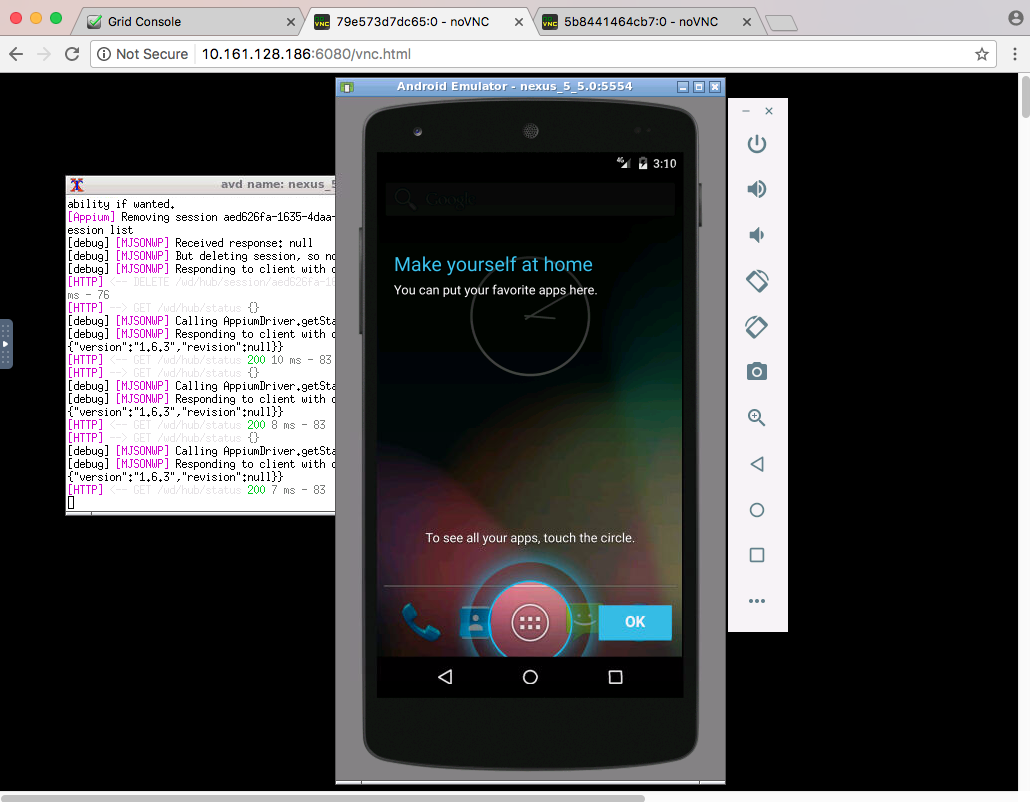 Grid Console
79e573d7dc65:0 - noVNC
5b8441464cb7:0 - noVNC
Not Secure
10.161.128.186:6080/vnc.html
avd name: nexus_5
ability if wanted.
[Appium] Removing session aed626fa-1635-4daa-
ession list
[debug] [MJSONWP] Received response: null
[debug] [MJSONWP] But deleting session, so no
[debug] [MJSONWP] Responding to client with d
[HTTP] <-- DELETE /wd/hub/session/aed626fa-16
ms - 76
[HTTP] --> GET /wd/hub/status {}
[debug] [MJSONWP] Calling AppiumDriver.getSta
[debug] [MJSONWP] Responding to client with d
{"version":"1.6.3","revision":null}}
[HTTP] <-- GET /wd/hub/status 200 10 ms - 83
[HTTP] --> GET /wd/hub/status {}
[debug] [MJSONWP] Calling AppiumDriver.getSta
[debug] [MJSONWP] Responding to client with d
{"version":"1.6.3","revision":null}}
[HTTP] <-- GET /wd/hub/status 200 8 ms - 83
[HTTP] --> GET /wd/hub/status {}
[debug] [MJSONWP] Calling AppiumDriver.getSta
[debug] [MJSONWP] Responding to client with d
{"version":"1.6.3","revision":null}}
[HTTP] <-- GET /wd/hub/status 200 7 ms - 83
Android Emulator - nexus_5_5.0:5554
4G
3:10
Google
Make yourself at home
You can put your favorite apps here.
To see all your apps, touch the circle.
OK